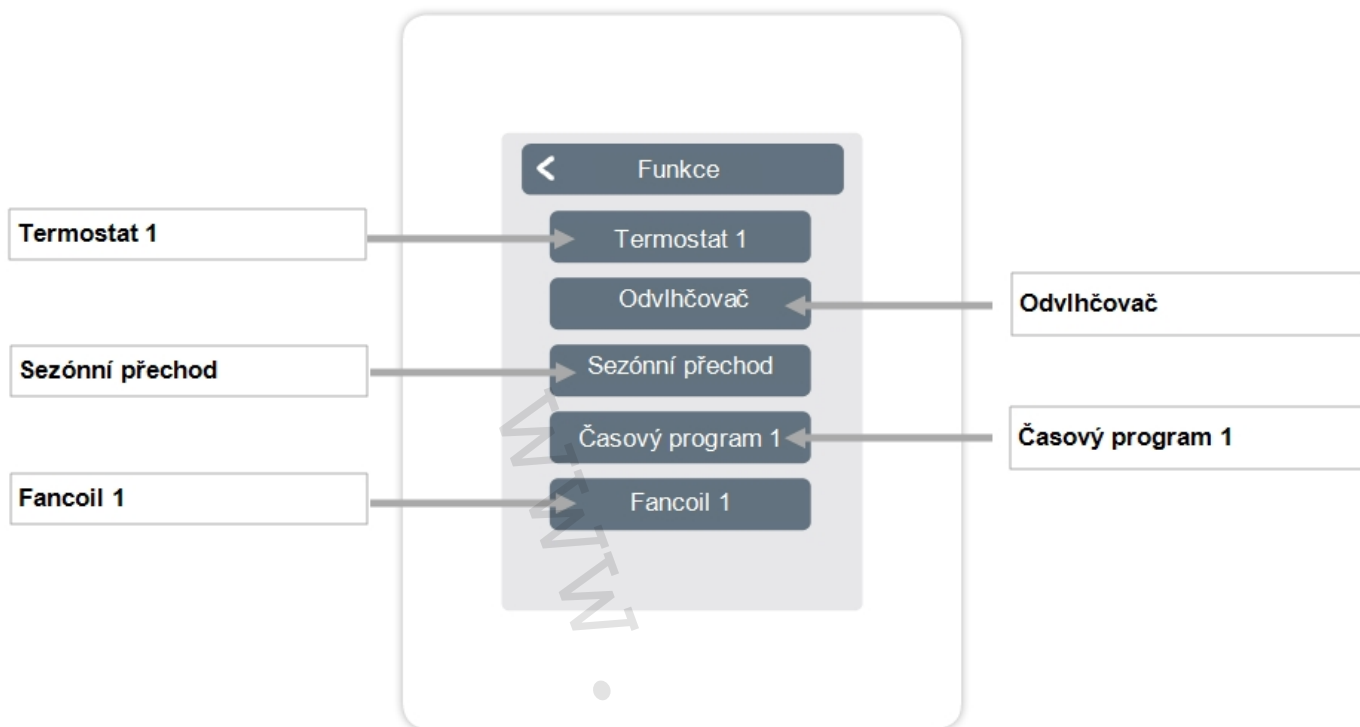 Funkce
Termostat 1
Termostat 1
Odvlhčovač
Odvlhčovač
Sezónní přechod
Sezónní přechod
Časový program 1
Časový program 1
Fancoil 1
Fancoil 1
www.